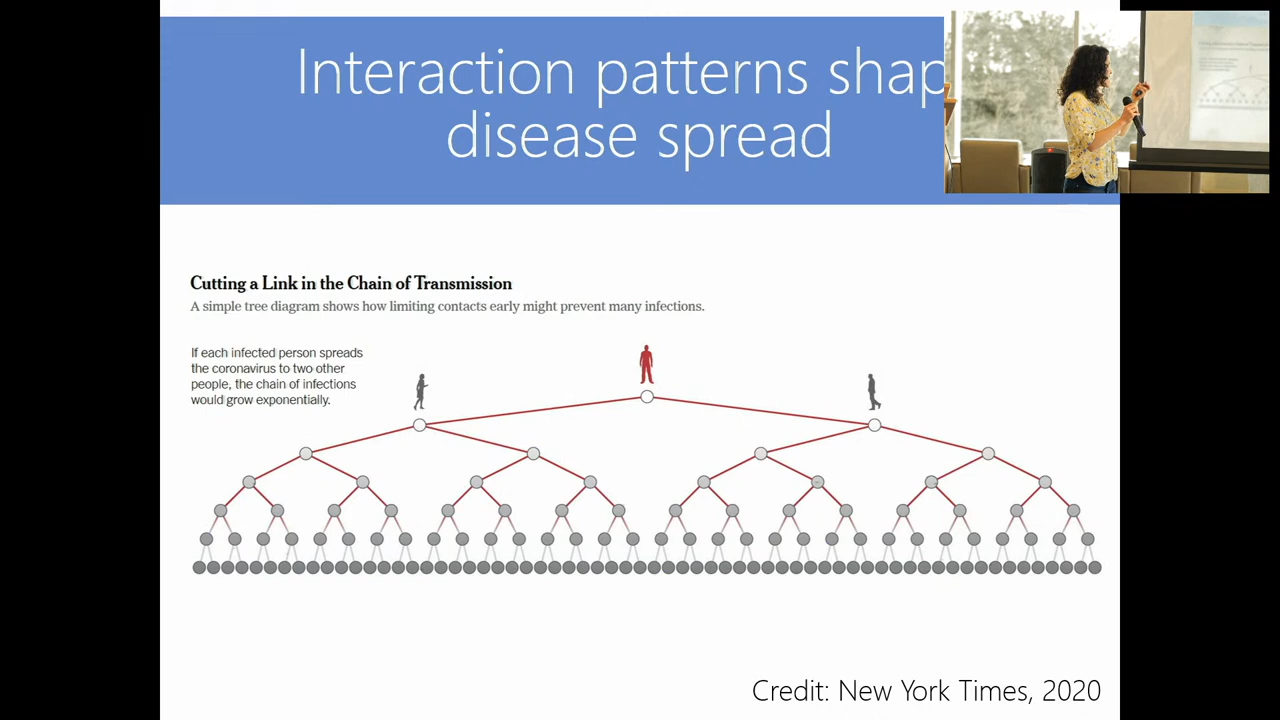 Interaction patterns shap
disease spread
Cutting a Link in the Chain of Transmission
A simple tree diagram shows how limiting contacts early might prevent many infections.
If each infected person spreads
the coronavirus to two other
people, the chain of infections
would grow exponentially.
Credit: New York Times, 2020